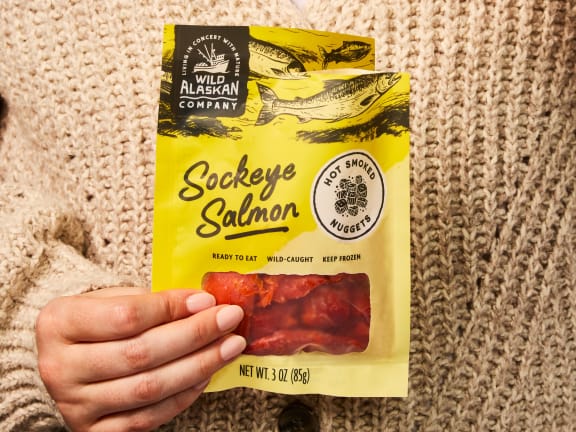 LIVING IN CONCERT WITH NATURE
WILD
ALASKAN
COMPANY
Sockeye
Salmon
HOT SMOKED
NUGGETS
READY TO EAT WILD-CAUGHT KEEP FROZEN
NET WT. 3 OZ (85g)